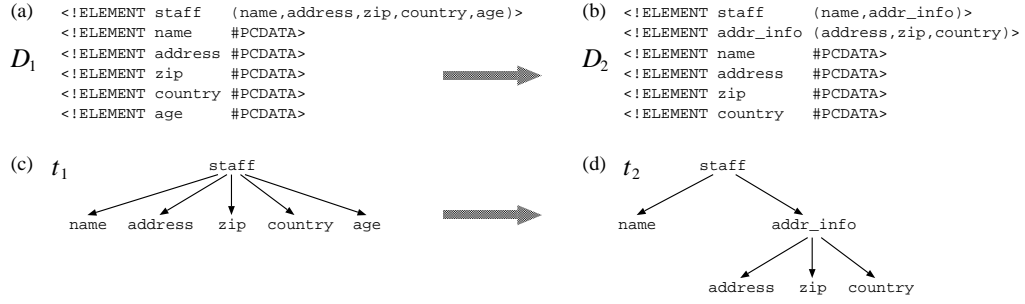 (a) <!ELEMENT staff (name,address,zip,country,age)>
<!ELEMENT name #PCDATA>
D1 <!ELEMENT address #PCDATA>
<!ELEMENT zip #PCDATA>
<!ELEMENT country #PCDATA>
<!ELEMENT age #PCDATA>
(b) <!ELEMENT staff (name,addr_info)>
<!ELEMENT addr_info (address,zip,country)>
D2 <!ELEMENT name #PCDATA>
<!ELEMENT address #PCDATA>
<!ELEMENT zip #PCDATA>
<!ELEMENT country #PCDATA>
(c) t1 staff
name address zip country age
(d) t2 staff
name addr_info
address zip country